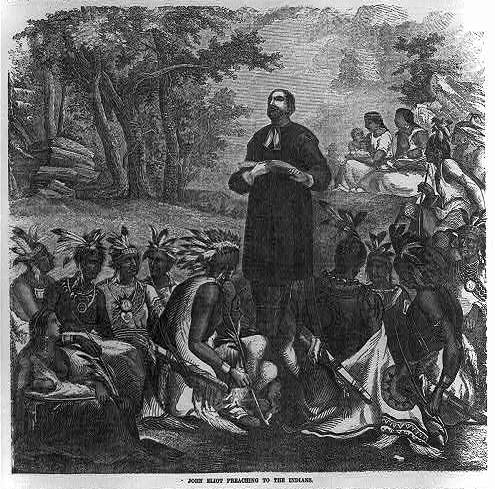 JOHN ELIOT PREACHING TO THE INDIANS.